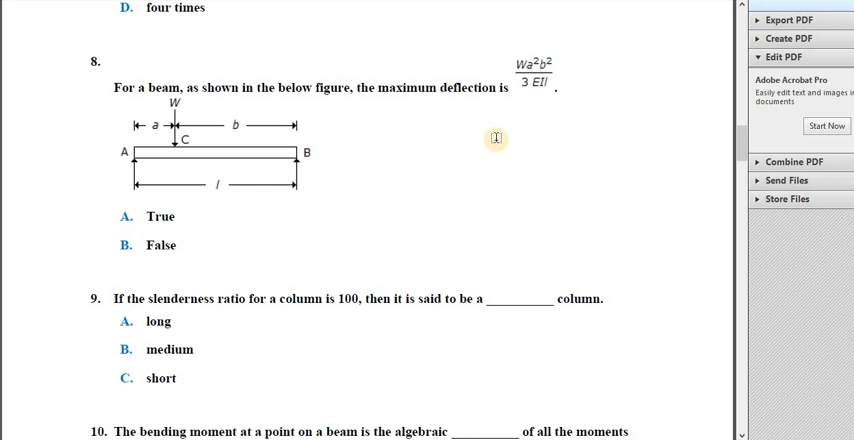 D. four times
8.
For a beam, as shown in the below figure, the maximum deflection is Wa²b² / 3 EIl .
W
a b
C
A B
l
A. True
B. False
9. If the slenderness ratio for a column is 100, then it is said to be a __________ column.
A. long
B. medium
C. short
10. The bending moment at a point on a beam is the algebraic __________ of all the moments
Export PDF
Create PDF
Edit PDF
Adobe Acrobat Pro
Easily edit text and images in
documents
Start Now
Combine PDF
Send Files
Store Files